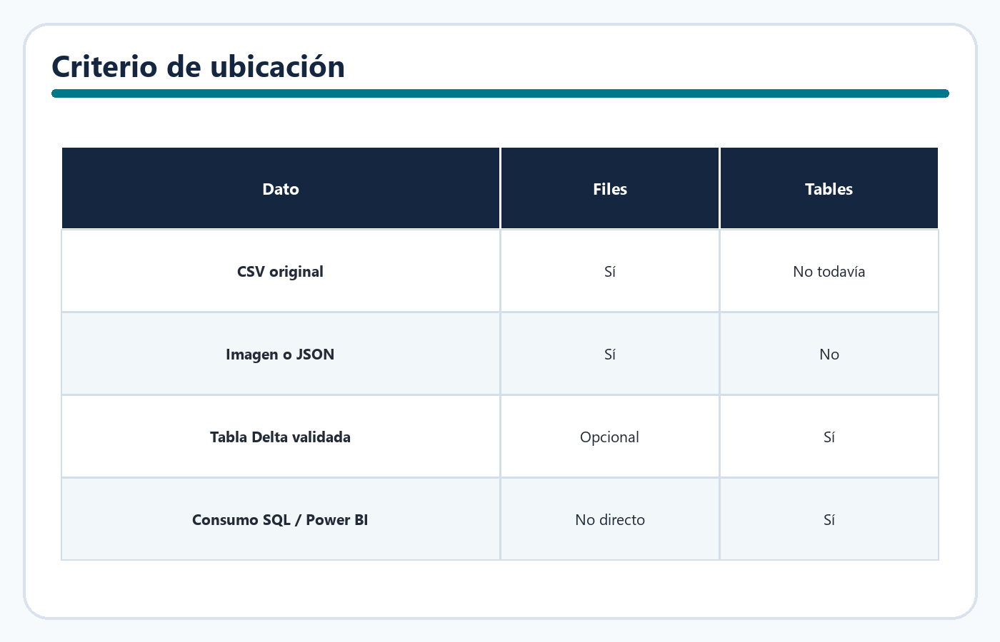 Criterio de ubicación
Dato Files Tables
CSV original Sí No todavía
Imagen o JSON Sí No
Tabla Delta validada Opcional Sí
Consumo SQL / Power BI No directo Sí